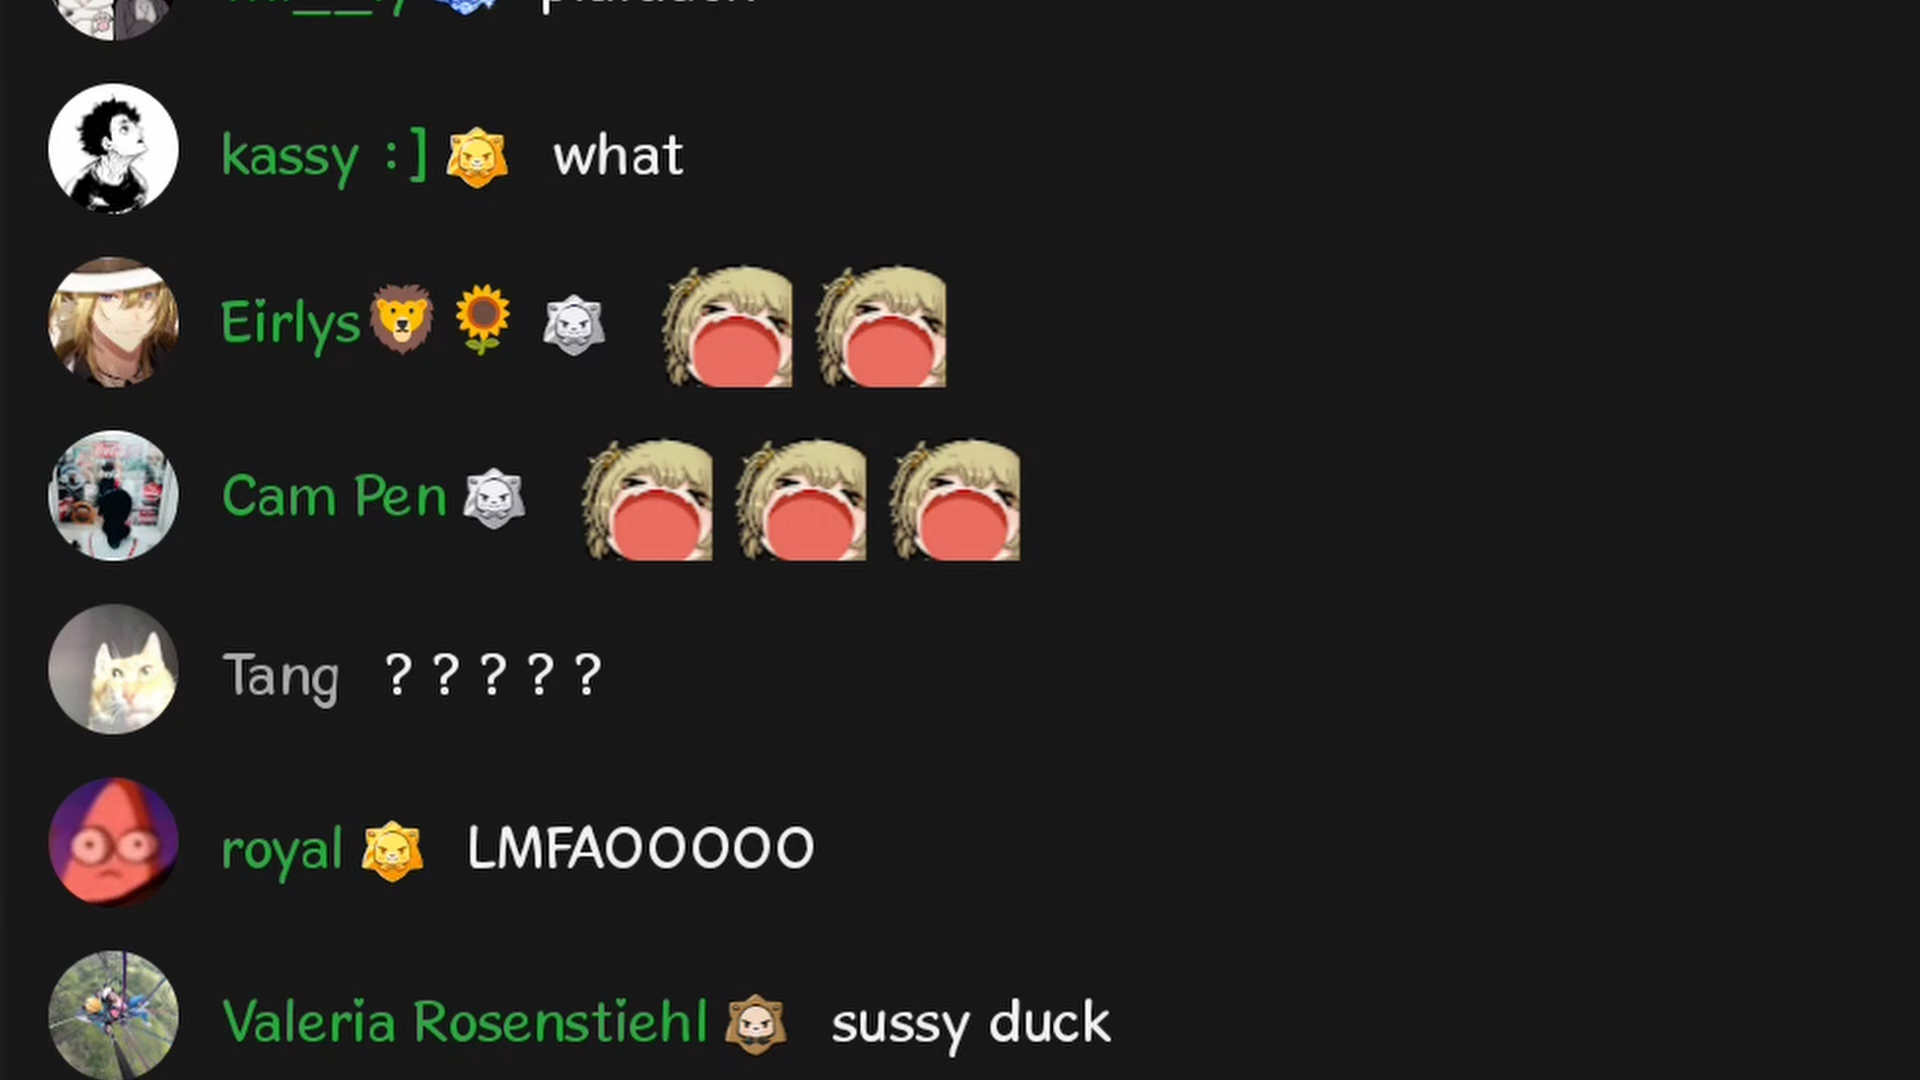 kassy :] what
Eirlys🦁🌻
Cam Pen
Tang ? ? ? ? ?
royal LMFAOOOOO
Valeria Rosenstiehl sussy duck